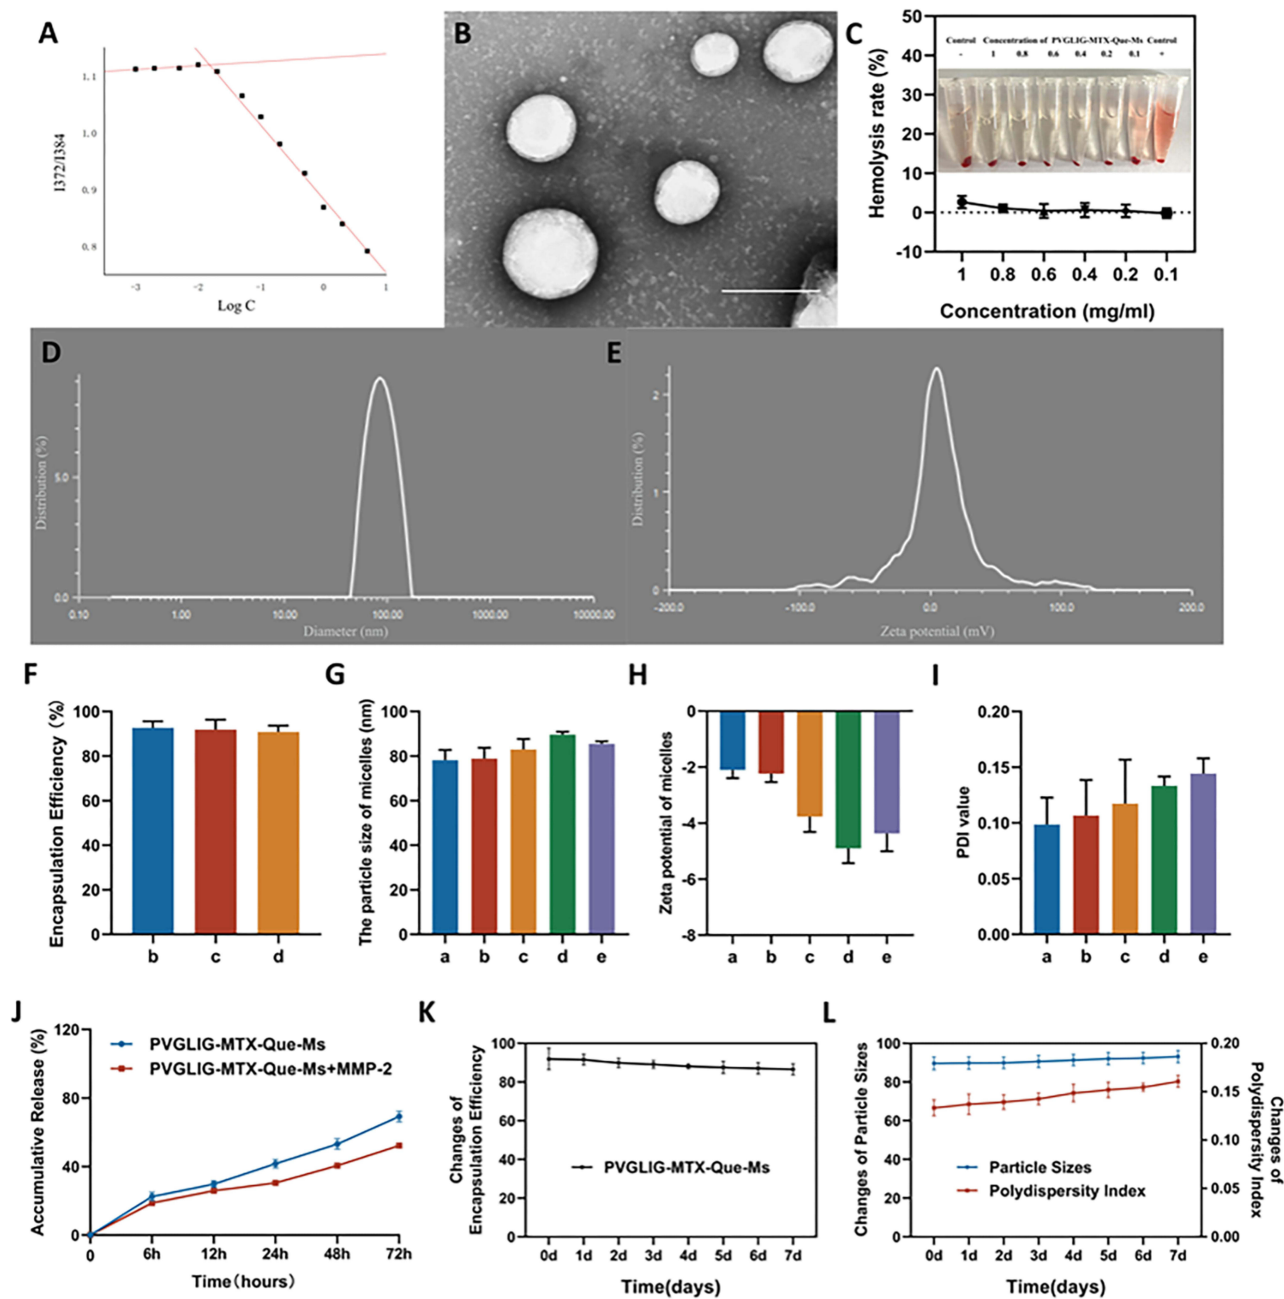 A
1.1
1.0
0.9
0.8
I372/I384
-3
-2
-1
0
1
Log C
B
C
50
40
30
20
10
0
-10
Hemolysis rate (%)
Control Concentration of PVGLIG-MTX-Que-Ms Control
- 1 0.8 0.6 0.4 0.2 0.1 +
1 0.8 0.6 0.4 0.2 0.1
Concentration (mg/ml)
D
Distribution (%)
5.0
0.0
0.10 1.00 10.00 100.00 1000.00 10000.00
Diameter (nm)
E
Distribution (%)
2
1
0
-200.0 -100.0 0.0 100.0 200.0
Zeta potential (mV)
F
Encapsulation Efficiency (%)
100
80
60
40
20
0
b c d
G
The particle size of micelles (nm)
100
80
60
40
20
0
a b c d e
H
Zeta potential of micelles
0
-2
-4
-6
-8
a b c d e
I
PDI value
0.20
0.15
0.10
0.05
0.00
a b c d e
J
Accumulative Release (%)
120
80
40
0
PVGLIG-MTX-Que-Ms
PVGLIG-MTX-Que-Ms+MMP-2
0 6h 12h 24h 48h 72h
Time(hours)
K
Changes of
Encapsulation Efficiency
100
80
60
40
20
0
PVGLIG-MTX-Que-Ms
0d 1d 2d 3d 4d 5d 6d 7d
Time(days)
L
Changes of Particle Sizes
100
80
60
40
20
0
Particle Sizes
Polydispersity Index
0.20
0.15
0.10
0.05
0.00
Changes of
Polydispersity Index
0d 1d 2d 3d 4d 5d 6d 7d
Time(days)